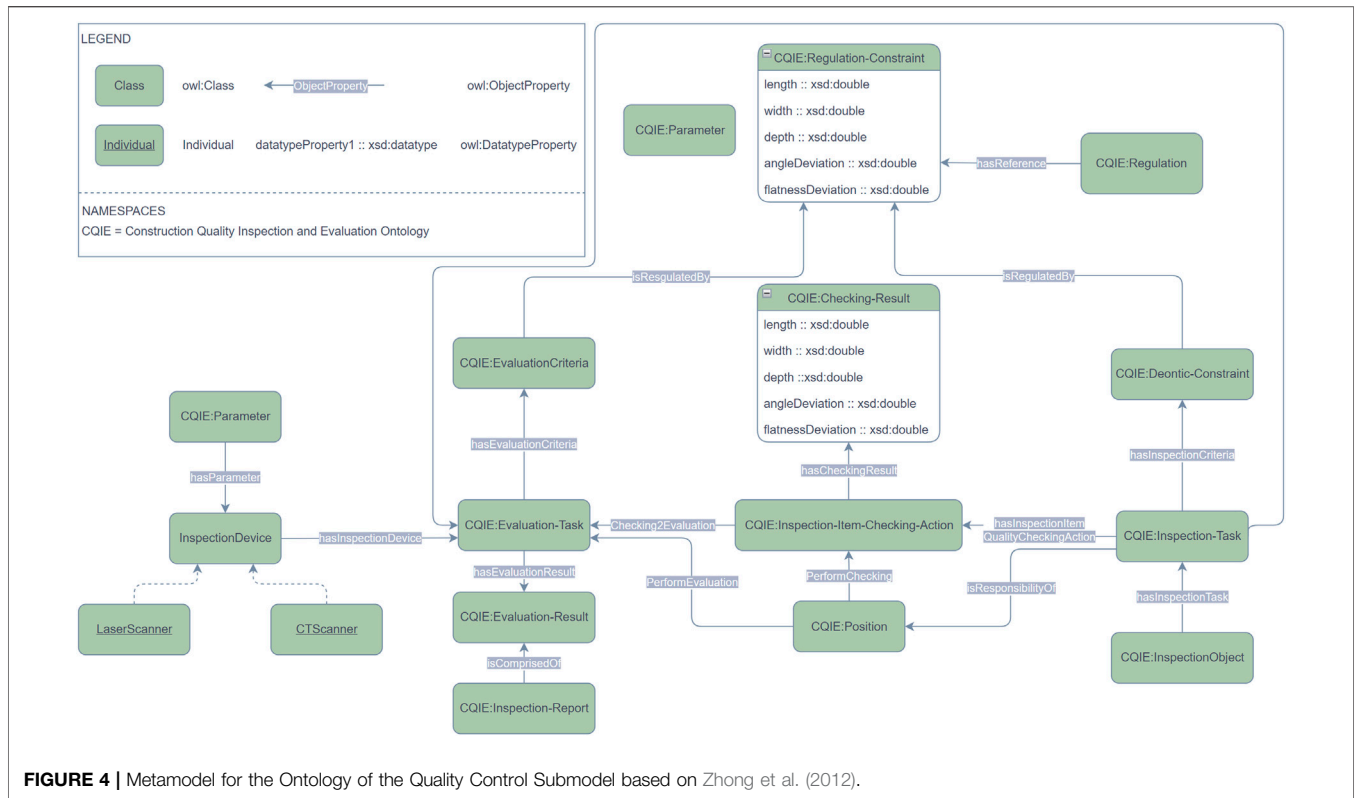 LEGEND
Class
owl:Class
ObjectProperty
owl:ObjectProperty
Individual
Individual
datatypeProperty1 :: xsd:datatype
owl:DatatypeProperty
NAMESPACES
CQIE = Construction Quality Inspection and Evaluation Ontology
CQIE:Parameter
CQIE:Regulation-Constraint
length :: xsd:double
width :: xsd:double
depth :: xsd:double
angleDeviation :: xsd:double
flatnessDeviation :: xsd:double
hasReference
CQIE:Regulation
isResgulatedBy
isRegulatedBy
CQIE:Checking-Result
length :: xsd:double
width :: xsd:double
depth ::xsd:double
angleDeviation :: xsd:double
flatnessDeviation :: xsd:double
CQIE:EvaluationCriteria
CQIE:Deontic-Constraint
CQIE:Parameter
hasEvaluationCriteria
hasCheckingResult
hasInspectionCriteria
hasParameter
InspectionDevice
hasInspectionDevice
CQIE:Evaluation-Task
Checking2Evaluation
CQIE:Inspection-Item-Checking-Action
hasInspectionItem
QualityCheckingAction
CQIE:Inspection-Task
hasEvaluationResult
PerformEvaluation
PerformChecking
isResponsibilityOf
hasInspectionTask
LaserScanner
CTScanner
CQIE:Evaluation-Result
CQIE:Position
CQIE:InspectionObject
isComprisedOf
CQIE:Inspection-Report
FIGURE 4 | Metamodel for the Ontology of the Quality Control Submodel based on Zhong et al. (2012).